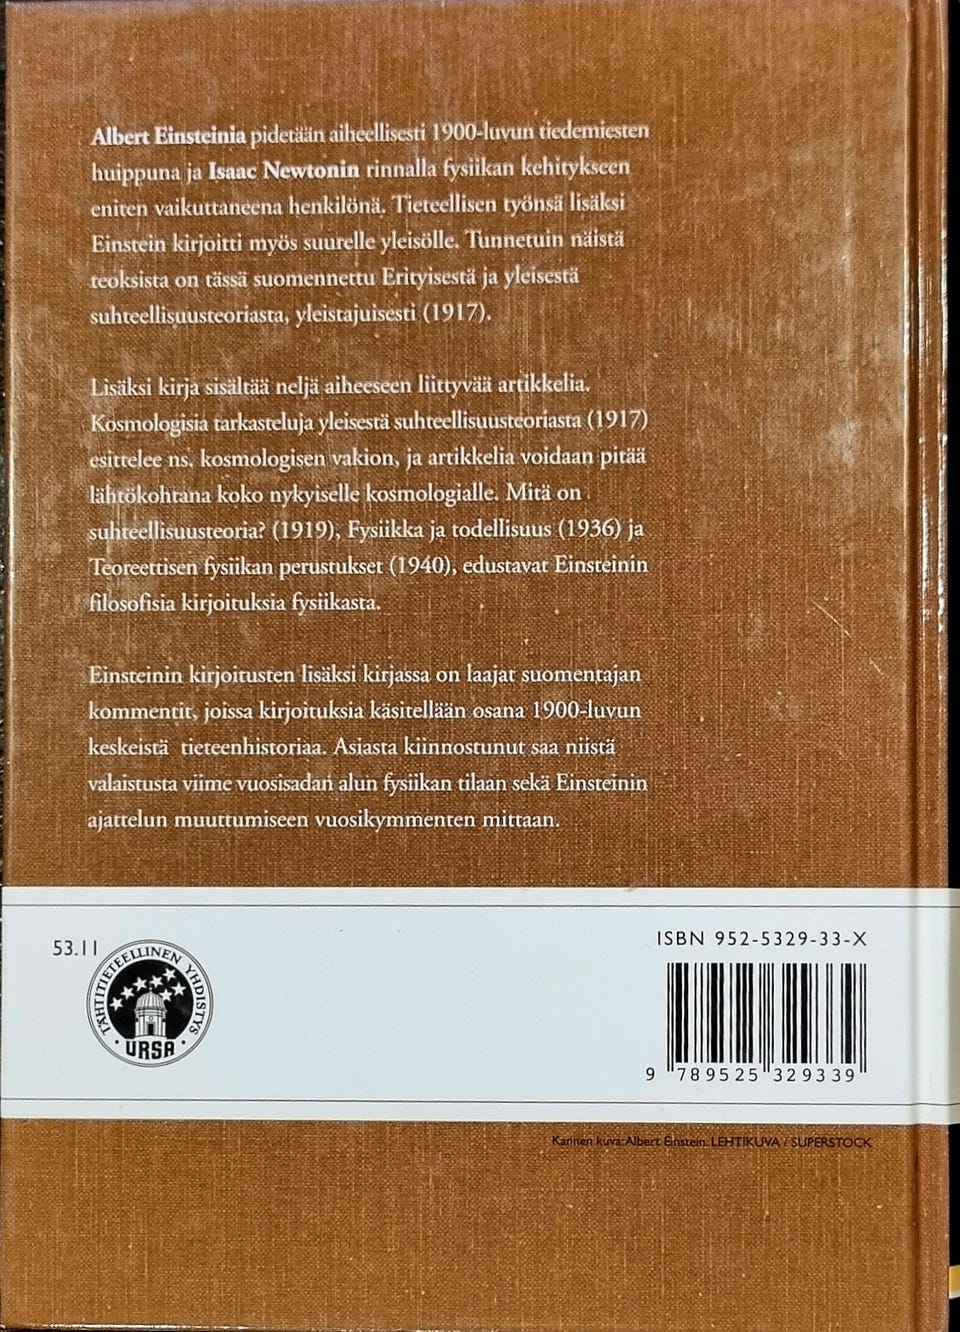 Albert Einsteinia pidetään aiheellisesti 1900-luvun tiedemiesten
huippuna ja Isaac Newtonin rinnalla fysiikan kehitykseen
eniten vaikuttaneena henkilönä. Tieteellisen työnsä lisäksi
Einstein kirjoitti myös suurelle yleisölle. Tunnetuin näistä
teoksista on tässä suomennettu Erityisestä ja yleisestä
suhteellisuusteoriasta, yleistajuisesti (1917).
Lisäksi kirja sisältää neljä aiheeseen liittyvää artikkelia.
Kosmologisia tarkasteluja yleisestä suhteellisuusteoriasta (1917)
esittelee ns. kosmologisen vakion, ja artikkelia voidaan pitää
lähtökohtana koko nykyiselle kosmologialle. Mitä on
suhteellisuusteoria? (1919), Fysiikka ja todellisuus (1936) ja
Teoreettisen fysiikan perustukset (1940), edustavat Einsteinin
filosofisia kirjoituksia fysiikasta.
Einsteinin kirjoitusten lisäksi kirjassa on laajat suomentajan
kommentit, joissa kirjoituksia käsitellään osana 1900-luvun
keskeistä tieteenhistoriaa. Asiasta kiinnostunut saa niistä
valaistusta viime vuosisadan alun fysiikan tilaan sekä Einsteinin
ajattelun muuttumiseen vuosikymmenten mittaan.
53.11
TÄHTITIETEELLINEN YHDISTYS
URSA
ISBN 952-5329-33-X
9 789525 329339
Kannen kuva: Albert Einstein. LEHTIKUVA / SUPERSTOCK